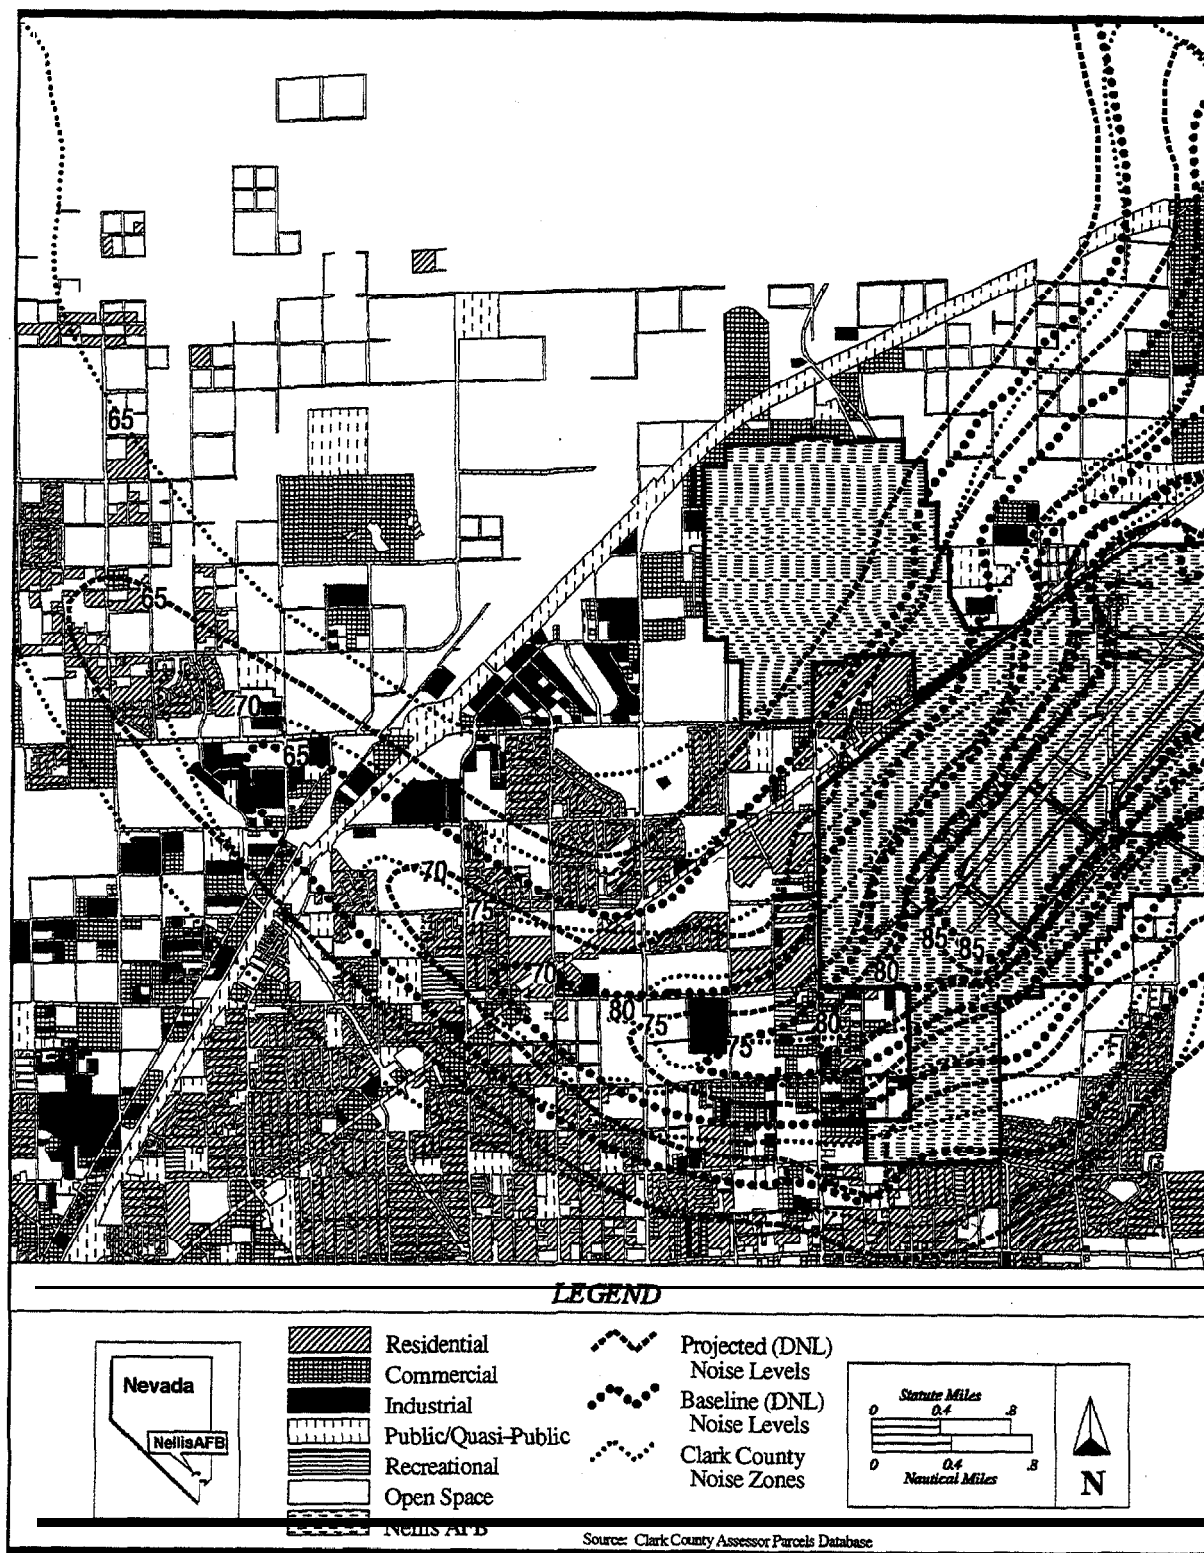 65
65
70
65
70
75
70
80
75
75
80
80
85
85
LEGEND
Nevada
NellisAFB
Residential
Commercial
Industrial
Public/Quasi-Public
Recreational
Open Space
Nellis AFB
Projected (DNL)
Noise Levels
Baseline (DNL)
Noise Levels
Clark County
Noise Zones
Statute Miles
0 0.4 .8
0 0.4 .8
Nautical Miles
N
Source: Clark County Assessor Parcels Database